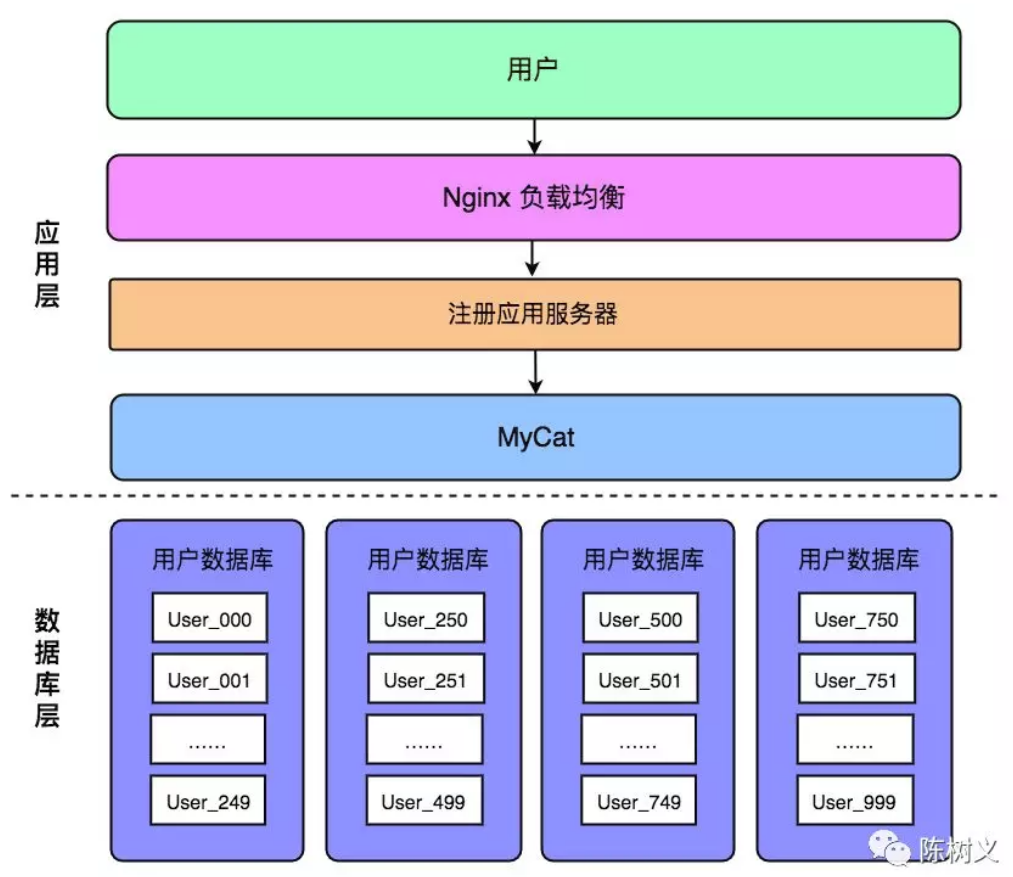 用户
Nginx 负载均衡
应用层
注册应用服务器
MyCat
用户数据库
User_000
User_001
......
User_249
用户数据库
User_250
User_251
......
User_499
用户数据库
User_500
User_501
......
User_749
用户数据库
User_750
User_751
......
User_999
数据库层
陈树义